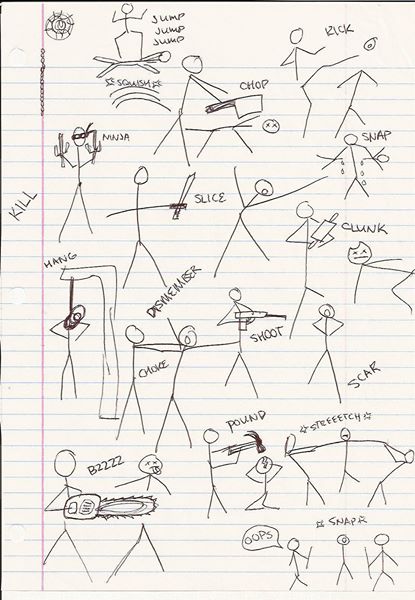 JUMP
JUMP
JUMP
KICK
SQUISH
CHOP
NINJA
SNAP
KILL
SLICE
CLUNK
HANG
DISMEMBER
SHOOT
CHOKE
SCAR
POUND
STREEETCH
BZZZZ
SNAP
OOPS